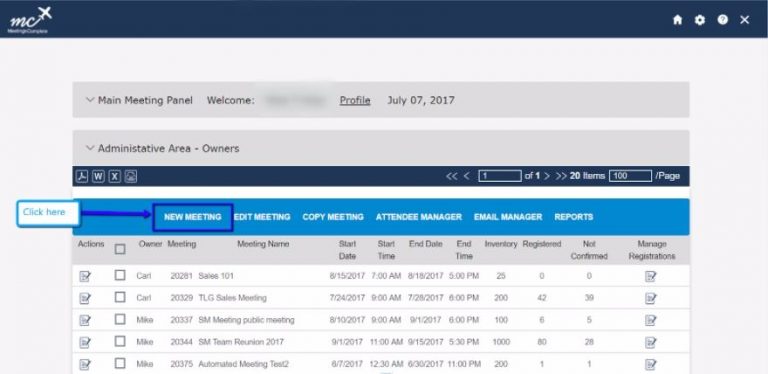 mc
MeetingsComplete
Main Meeting Panel Welcome: Profile July 07, 2017
Administative Area - Owners
W X << < 1 of 1 > >> 20 Items 100 /Page
Click here
NEW MEETING EDIT MEETING COPY MEETING ATTENDEE MANAGER EMAIL MANAGER REPORTS
Actions Owner Meeting Meeting Name Start Date Start Time End Date End Time Inventory Registered Not Confirmed Manage Registrations
Carl 20281 Sales 101 8/15/2017 7:00 AM 8/18/2017 5:00 PM 25 0 0
Carl 20329 TLG Sales Meeting 7/24/2017 9:00 AM 7/28/2017 6:00 PM 200 42 39
Mike 20337 SM Meeting public meeting 8/10/2017 9:00 AM 9/1/2017 6:00 PM 100 6 5
Mike 20344 SM Team Reunion 2017 9/1/2017 11:00 AM 9/15/2017 5:30 PM 1000 80 28
Mike 20375 Automated Meeting Test2 6/7/2017 12:30 AM 6/30/2017 11:00 PM 200 1 1